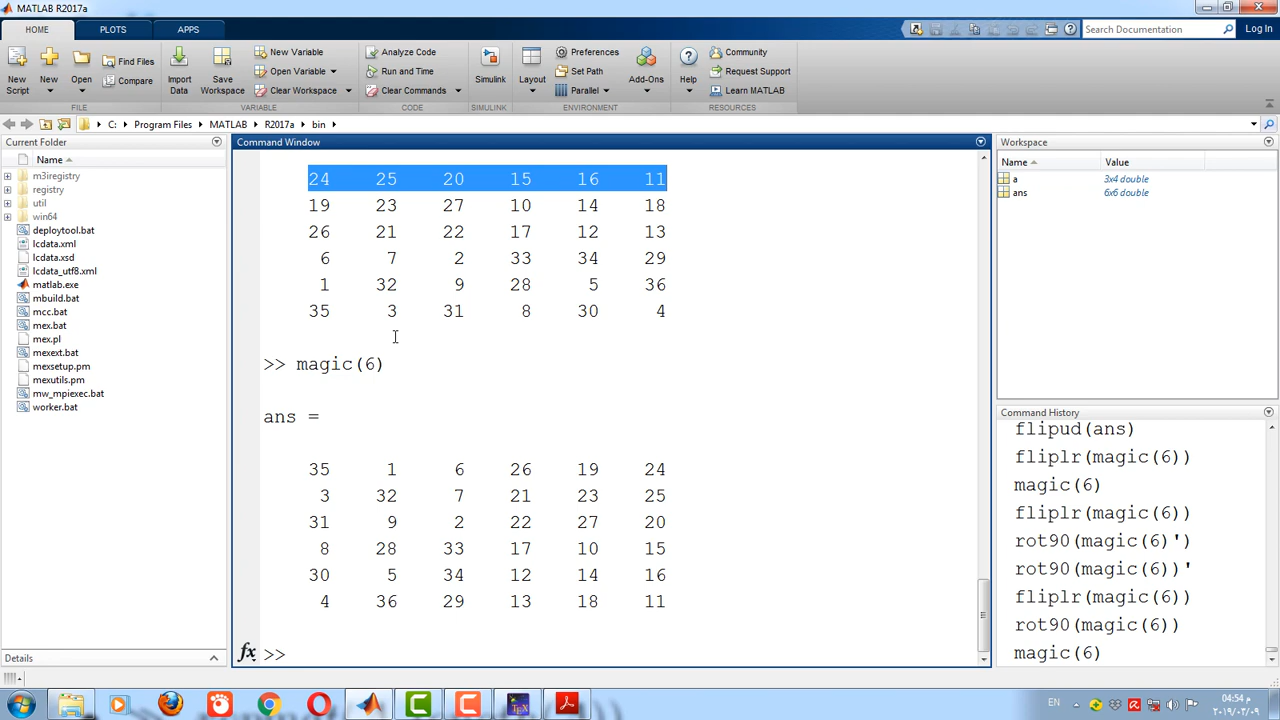 MATLAB R2017a
HOME PLOTS APPS
Search Documentation
Log In
New Script
New
Open
Find Files
Compare
Import Data
Save Workspace
New Variable
Open Variable
Clear Workspace
Analyze Code
Run and Time
Clear Commands
Simulink
Layout
Preferences
Set Path
Parallel
Add-Ons
Help
Community
Request Support
Learn MATLAB
FILE VARIABLE CODE SIMULINK ENVIRONMENT RESOURCES
C: Program Files MATLAB R2017a bin
Current Folder
Name
m3iregistry
registry
util
win64
deploytool.bat
lcdata.xml
lcdata.xsd
lcdata_utf8.xml
matlab.exe
mbuild.bat
mcc.bat
mex.bat
mex.pl
mexext.bat
mexsetup.pm
mexutils.pm
mw_mpiexec.bat
worker.bat
Details
Command Window
24 25 20 15 16 11
19 23 27 10 14 18
26 21 22 17 12 13
6 7 2 33 34 29
1 32 9 28 5 36
35 3 31 8 30 4
>> magic(6)
ans =
35 1 6 26 19 24
3 32 7 21 23 25
31 9 2 22 27 20
8 28 33 17 10 15
30 5 34 12 14 16
4 36 29 13 18 11
fx >>
Workspace
Name Value
a 3x4 double
ans 6x6 double
Command History
flipud(ans)
fliplr(magic(6))
magic(6)
fliplr(magic(6))
rot90(magic(6)')
rot90(magic(6))'
fliplr(magic(6))
rot90(magic(6))
magic(6)
EN